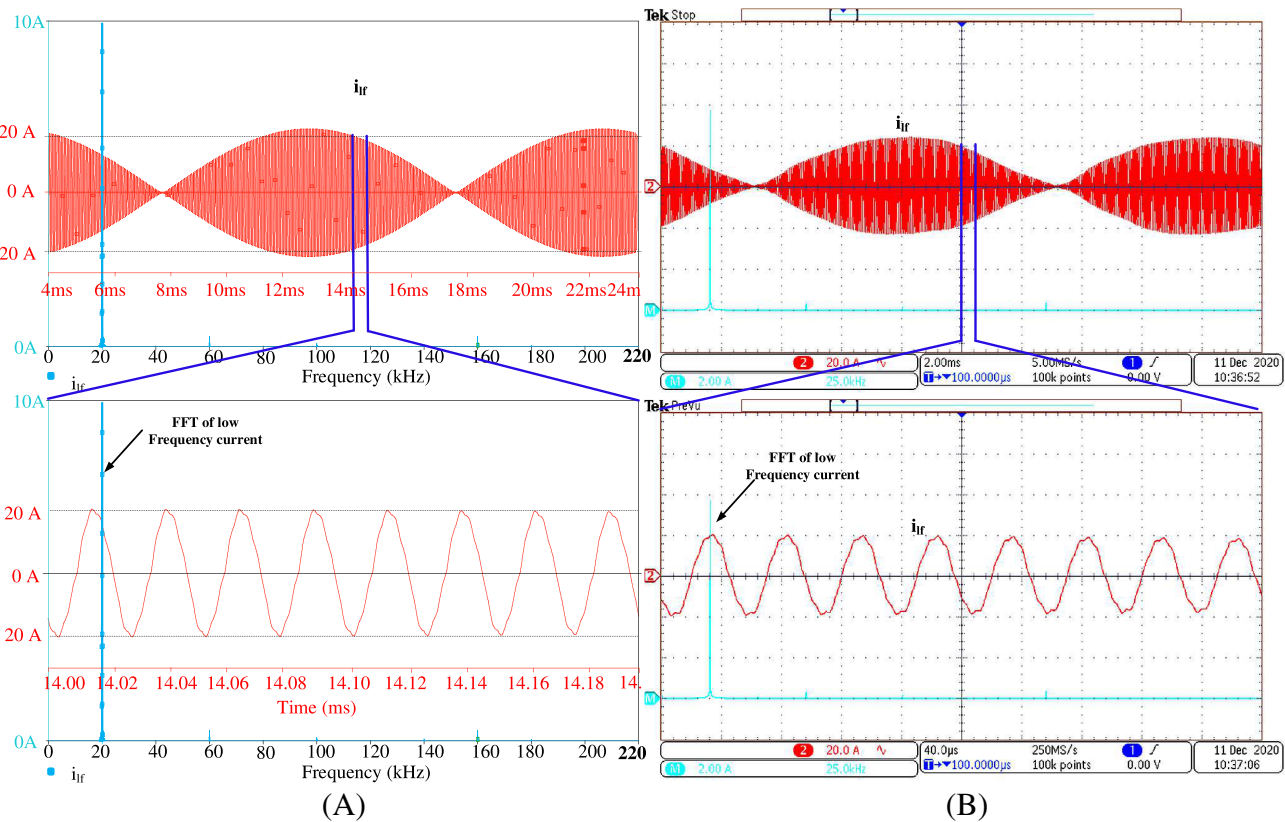 10A
i_lf
20 A
0 A
20 A
4ms 6ms 8ms 10ms 12ms 14ms 16ms 18ms 20ms 22ms 24m
0A
0 20 40 60 80 100 120 140 160 180 200 220
Frequency (kHz)
i_lf
10A
FFT of low
Frequency current
20 A
0 A
20 A
14.00 14.02 14.04 14.06 14.08 14.10 14.12 14.14 14.16 14.18 14.
Time (ms)
0A
0 20 40 60 80 100 120 140 160 180 200 220
Frequency (kHz)
i_lf
(A)
Tek Stop
i_lf
2
M
2 20.0 A 2.00ms 5.00MS/s 1 11 Dec 2020
M 2.00 A 25.0kHz T→▼100.0000µs 100k points 0.00 V 10:36:52
Tek PreVu
FFT of low
Frequency current
i_lf
2
M
2 20.0 A 40.0µs 250MS/s 1 11 Dec 2020
M 2.00 A 25.0kHz T→▼100.0000µs 100k points 0.00 V 10:37:06
(B)